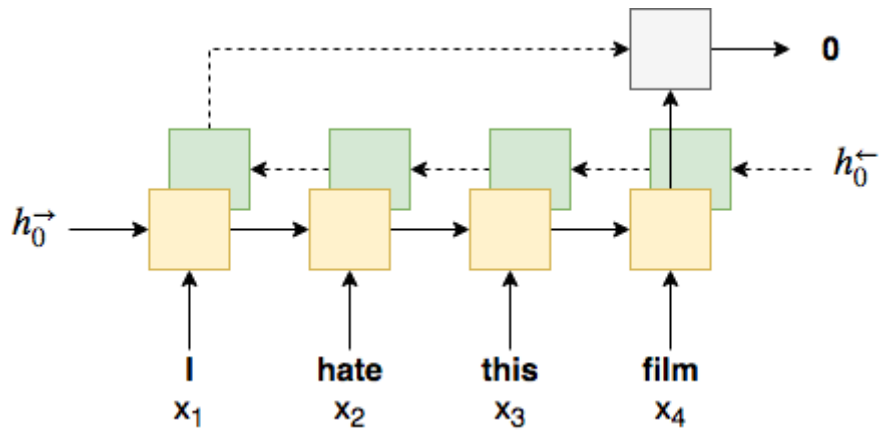 0
h₀←
h₀→
I hate this film
x₁ x₂ x₃ x₄